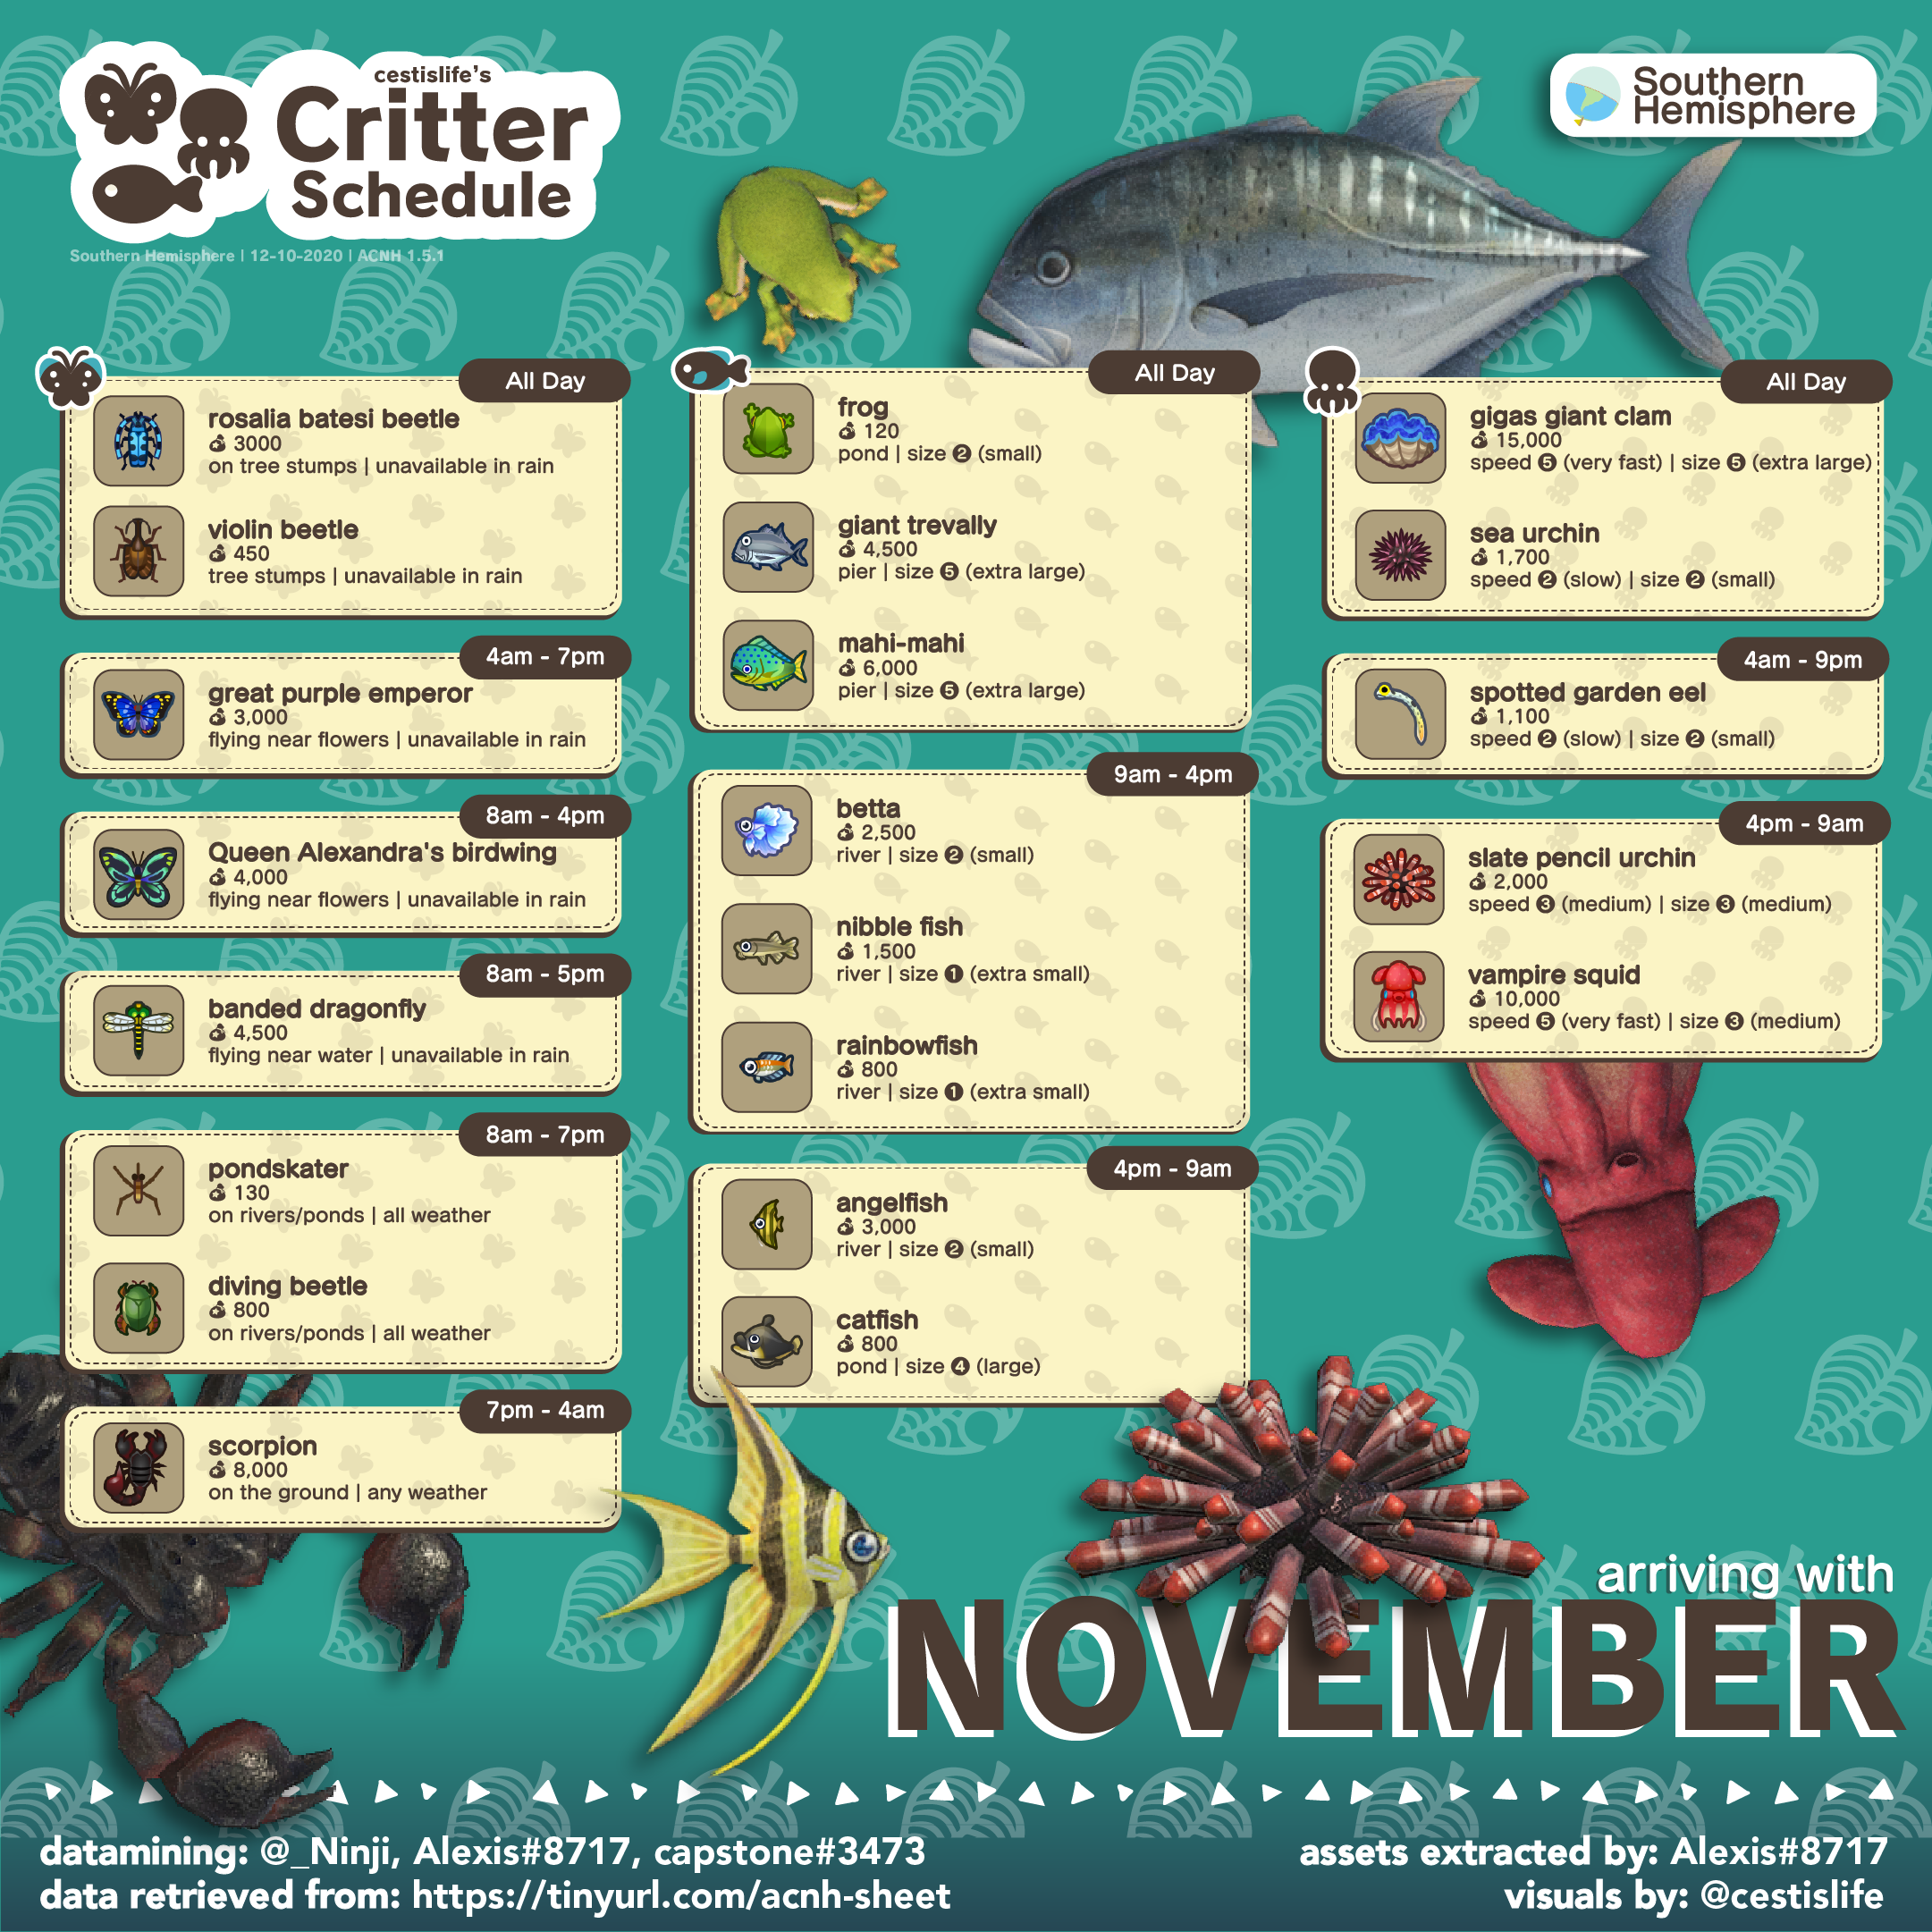 cestislife's
Critter
Schedule
Southern Hemisphere | 12-10-2020 | ACNH 1.5.1
Southern
Hemisphere
All Day
rosalia batesi beetle
3000
on tree stumps | unavailable in rain
violin beetle
450
tree stumps | unavailable in rain
4am - 7pm
great purple emperor
3,000
flying near flowers | unavailable in rain
8am - 4pm
Queen Alexandra's birdwing
4,000
flying near flowers | unavailable in rain
8am - 5pm
banded dragonfly
4,500
flying near water | unavailable in rain
8am - 7pm
pondskater
130
on rivers/ponds | all weather
diving beetle
800
on rivers/ponds | all weather
7pm - 4am
scorpion
8,000
on the ground | any weather
All Day
frog
120
pond | size 2 (small)
giant trevally
4,500
pier | size 5 (extra large)
mahi-mahi
6,000
pier | size 5 (extra large)
9am - 4pm
betta
2,500
river | size 2 (small)
nibble fish
1,500
river | size 1 (extra small)
rainbowfish
800
river | size 1 (extra small)
4pm - 9am
angelfish
3,000
river | size 2 (small)
catfish
800
pond | size 4 (large)
All Day
gigas giant clam
15,000
speed 5 (very fast) | size 5 (extra large)
sea urchin
1,700
speed 2 (slow) | size 2 (small)
4am - 9pm
spotted garden eel
1,100
speed 2 (slow) | size 2 (small)
4pm - 9am
slate pencil urchin
2,000
speed 3 (medium) | size 3 (medium)
vampire squid
10,000
speed 5 (very fast) | size 3 (medium)
arriving with
NOVEMBER
datamining: @_Ninji, Alexis#8717, capstone#3473
data retrieved from: https://tinyurl.com/acnh-sheet
assets extracted by: Alexis#8717
visuals by: @cestislife